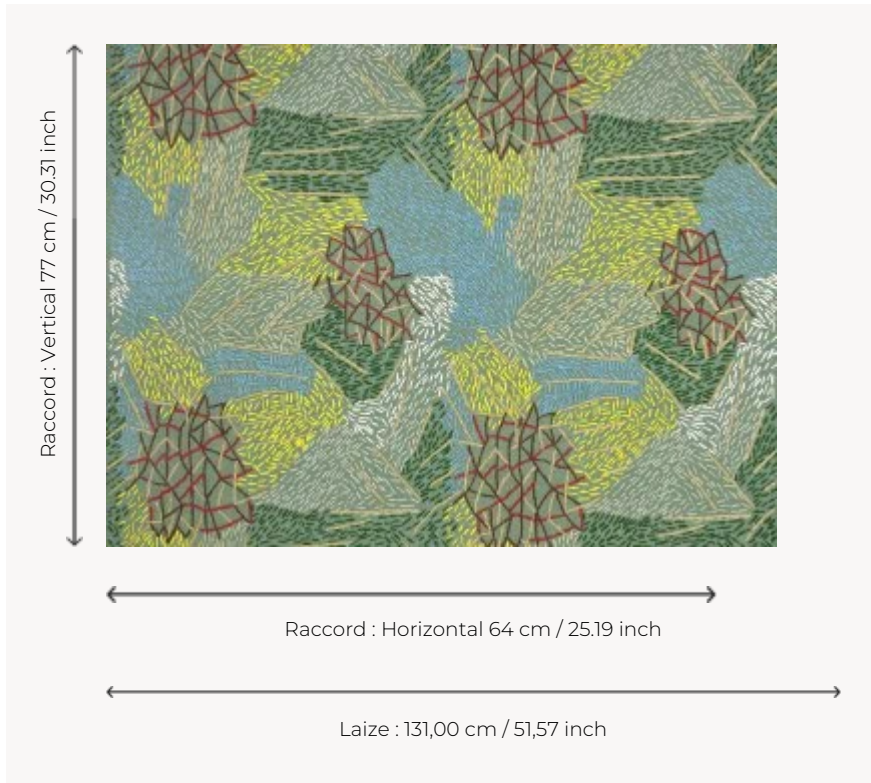 Raccord : Vertical 77 cm / 30.31 inch
Raccord : Horizontal 64 cm / 25.19 inch
Laize : 131,00 cm / 51,57 inch